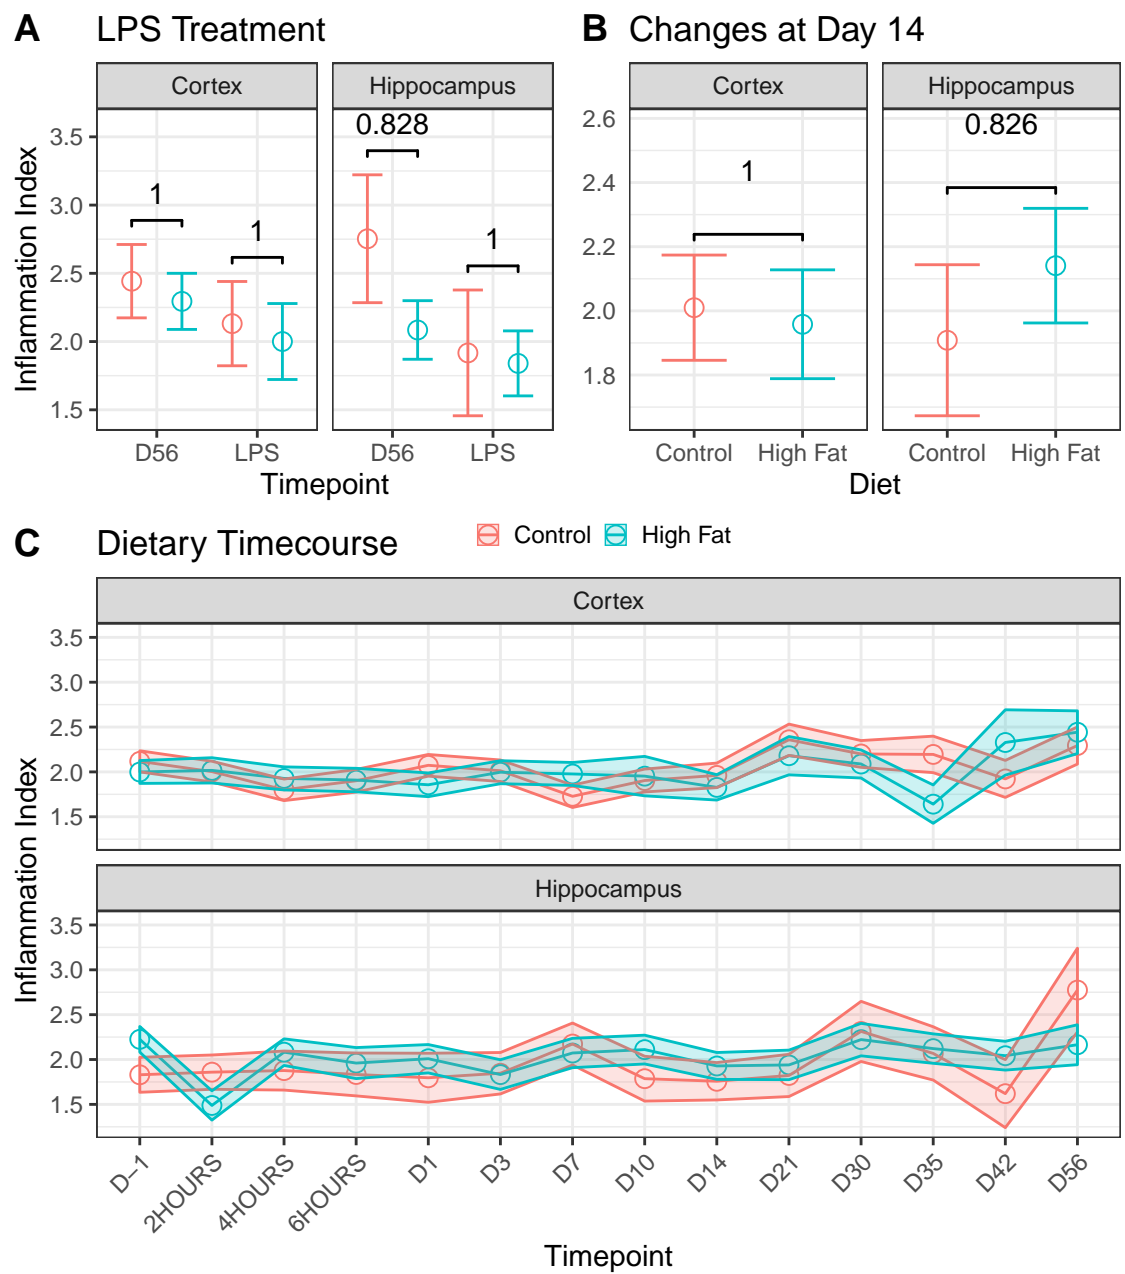 A LPS Treatment
Cortex Hippocampus
Inflammation Index
3.5
3.0
2.5
2.0
1.5
1
1
0.828
1
D56 LPS D56 LPS
Timepoint
B Changes at Day 14
Cortex Hippocampus
2.6
2.4
2.2
2.0
1.8
1
0.826
Control High Fat Control High Fat
Diet
C Dietary Timecourse
Control High Fat
Cortex
Inflammation Index
3.5
3.0
2.5
2.0
1.5
Hippocampus
3.5
3.0
2.5
2.0
1.5
D−1 2HOURS 4HOURS 6HOURS D1 D3 D7 D10 D14 D21 D30 D35 D42 D56
Timepoint